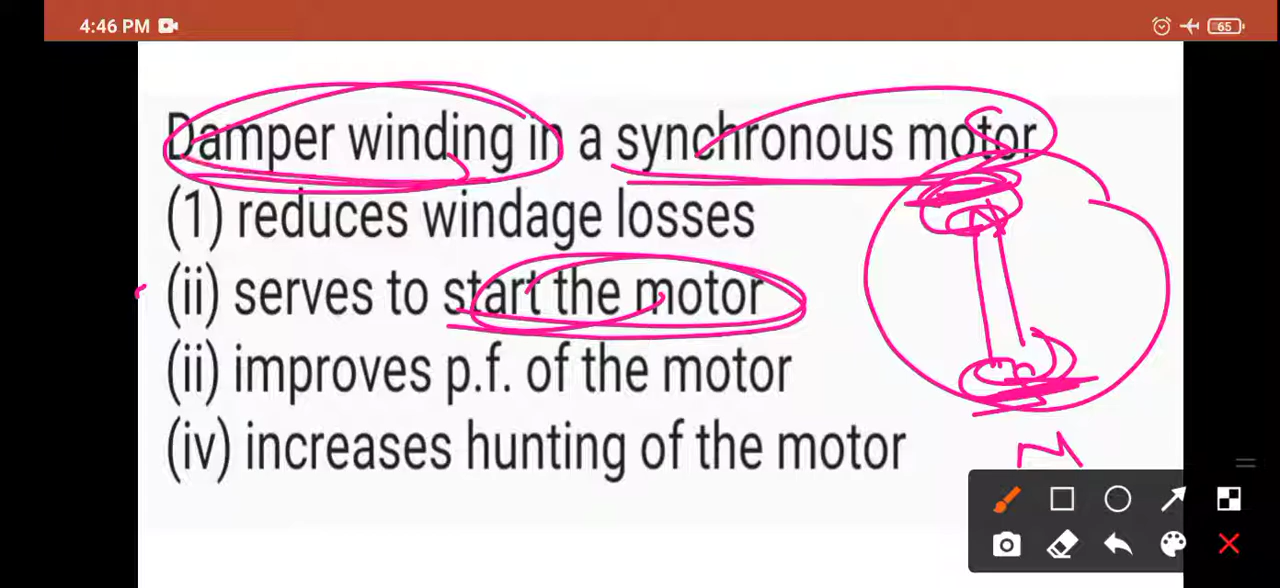 4:46 PM
65
Damper winding in a synchronous motor
(1) reduces windage losses
(ii) serves to start the motor
(ii) improves p.f. of the motor
(iv) increases hunting of the motor